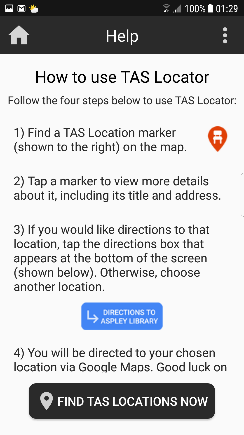 100% 01:29
Help
How to use TAS Locator
Follow the four steps below to use TAS Locator:
1) Find a TAS Location marker
(shown to the right) on the map.
2) Tap a marker to view more details
about it, including its title and address.
3) If you would like directions to that
location, tap the directions box that
appears at the bottom of the screen
(shown below). Otherwise, choose
another location.
DIRECTIONS TO
ASPLEY LIBRARY
4) You will be directed to your chosen
location via Google Maps. Good luck on
FIND TAS LOCATIONS NOW